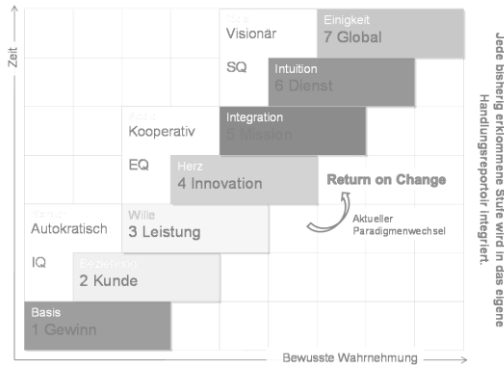 Zeit
Einigkeit
7 Global
Visionär
SQ
Intuition
6 Dienst
Integration
5 Mission
Kooperativ
EQ
Herz
4 Innovation
Return on Change
Aktueller
Paradigmenwechsel
Wille
3 Leistung
Autokratisch
IQ
2 Kunde
Basis
1 Gewinn
Bewusste Wahrnehmung
Jede bisherig erklommene Stufe wird in das eigene
Handlungsreportoir integriert.